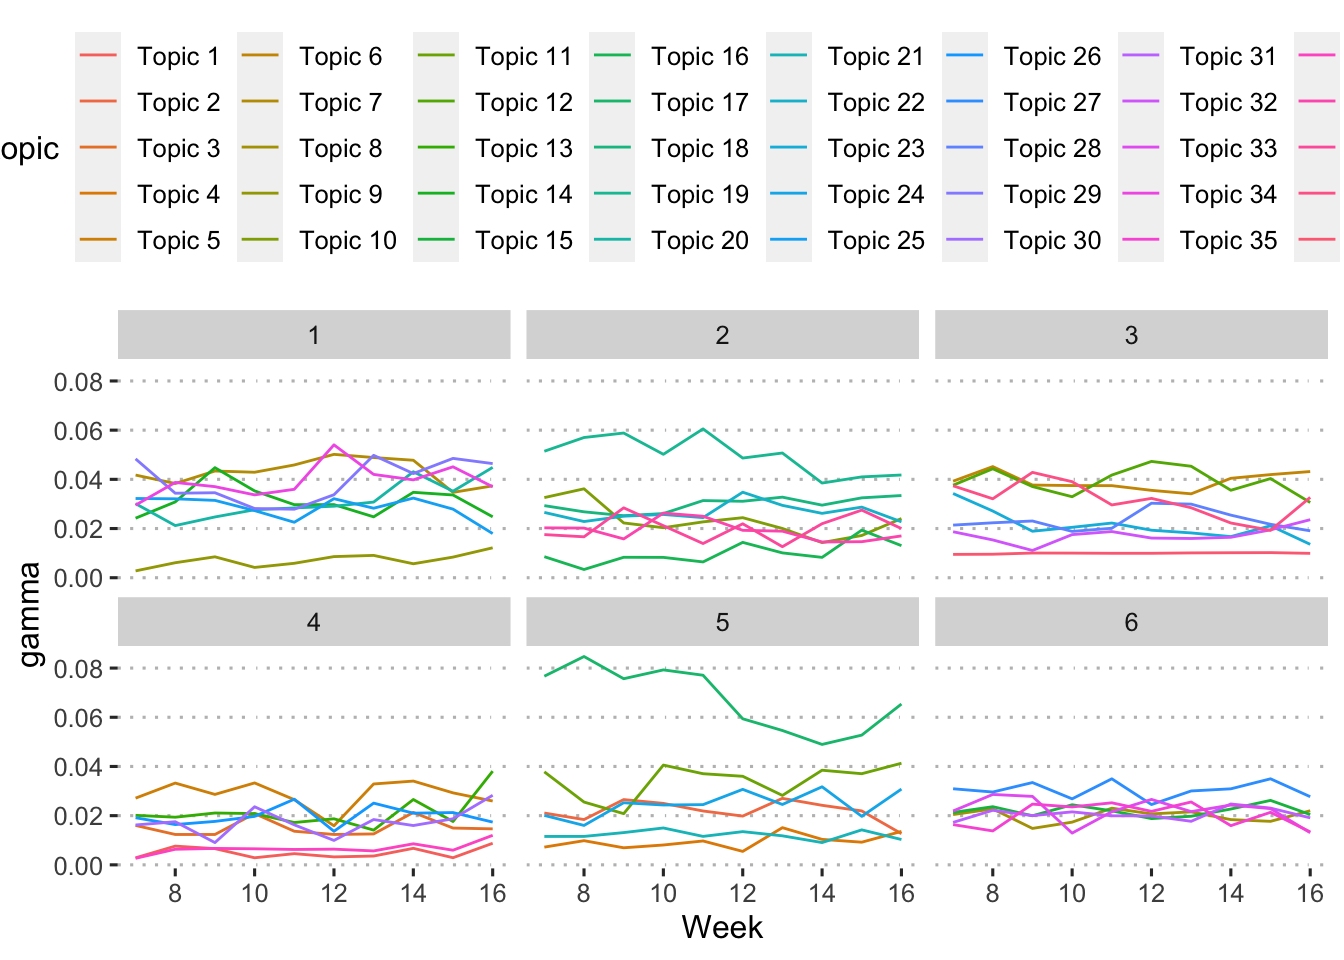 Topic 1 Topic 6 Topic 11 Topic 16 Topic 21 Topic 26 Topic 31
Topic 2 Topic 7 Topic 12 Topic 17 Topic 22 Topic 27 Topic 32
opic Topic 3 Topic 8 Topic 13 Topic 18 Topic 23 Topic 28 Topic 33
Topic 4 Topic 9 Topic 14 Topic 19 Topic 24 Topic 29 Topic 34
Topic 5 Topic 10 Topic 15 Topic 20 Topic 25 Topic 30 Topic 35
1 2 3
0.08
0.06
0.04
0.02
0.00
gamma
4 5 6
0.08
0.06
0.04
0.02
0.00
8 10 12 14 16 8 10 12 14 16 8 10 12 14 16
Week